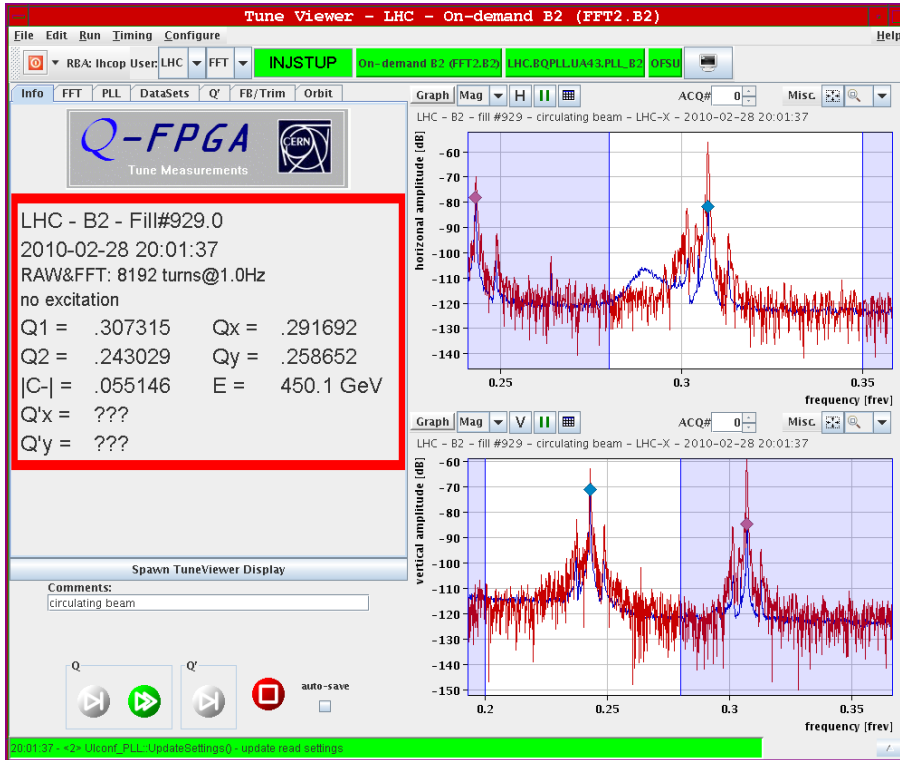 Tune Viewer - LHC - On-demand B2 (FFT2.B2)
File Edit Run Timing Configure Help
RBA: lhcop User: LHC FFT INJSTUP On-demand B2 (FFT2.B2) LHC.BQPLL.UA43.PLL_B2 OFSU
Info FFT PLL DataSets Q' FB/Trim Orbit
Q-FPGA
Tune Measurements
CERN
LHC - B2 - Fill#929.0
2010-02-28 20:01:37
RAW&FFT: 8192 turns@1.0Hz
no excitation
Q1 = .307315 Qx = .291692
Q2 = .243029 Qy = .258652
|C-| = .055146 E = 450.1 GeV
Q'x = ???
Q'y = ???
Spawn TuneViewer Display
Comments:
circulating beam
Q Q'
auto-save
Graph Mag H ACQ# 0 Misc.
LHC - B2 - fill #929 - circulating beam - LHC-X - 2010-02-28 20:01:37
horizonal amplitude [dB]
-60
-70
-80
-90
-100
-110
-120
-130
-140
0.25 0.3 0.35
frequency [frev]
Graph Mag V ACQ# 0 Misc.
LHC - B2 - fill #929 - circulating beam - LHC-X - 2010-02-28 20:01:37
vertical amplitude [dB]
-60
-70
-80
-90
-100
-110
-120
-130
-140
-150
0.2 0.25 0.3 0.35
frequency [frev]
20:01:37 - <2> UIconf_PLL::UpdateSettings() - update read settings